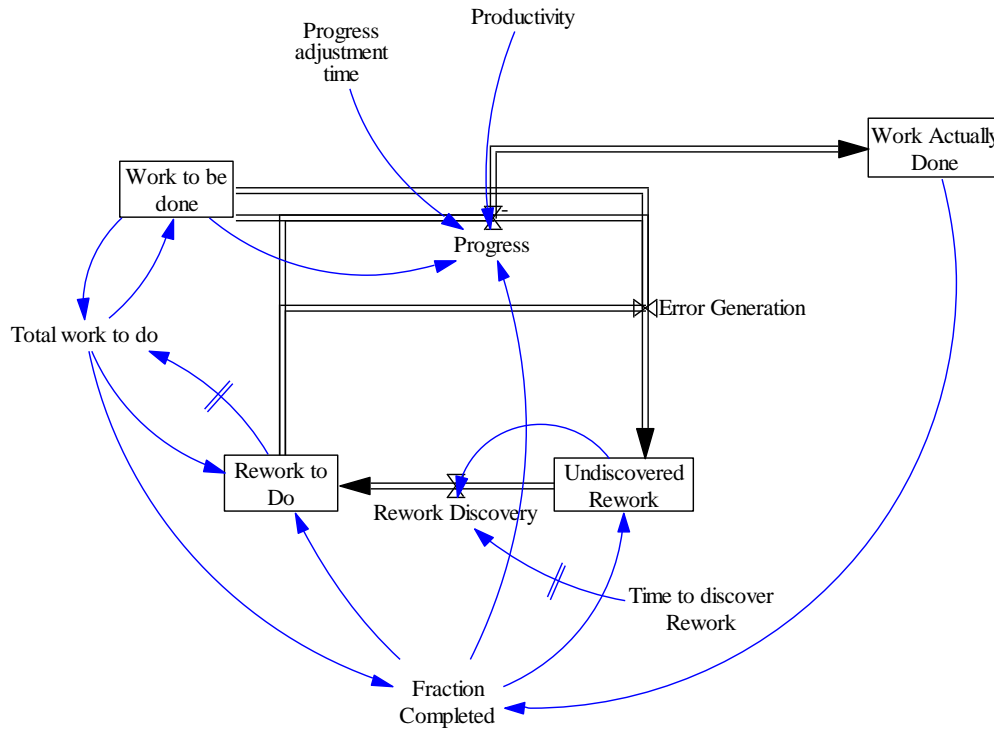 Productivity
Progress
adjustment
time
Work Actually
Done
Work to be
done
-
Progress
Error Generation
Total work to do
Rework to
Do
Undiscovered
Rework
Rework Discovery
Time to discover
Rework
Fraction
Completed